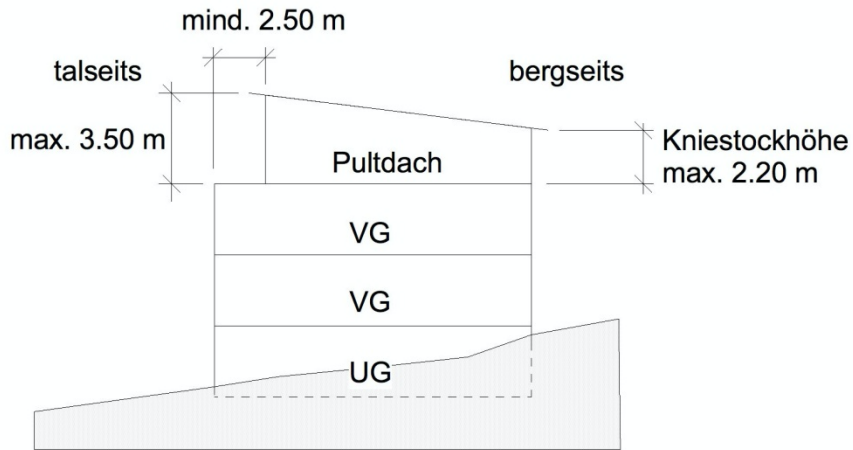 mind. 2.50 m
talseits
bergseits
max. 3.50 m
Kniestockhöhe
max. 2.20 m
Pultdach
VG
VG
UG